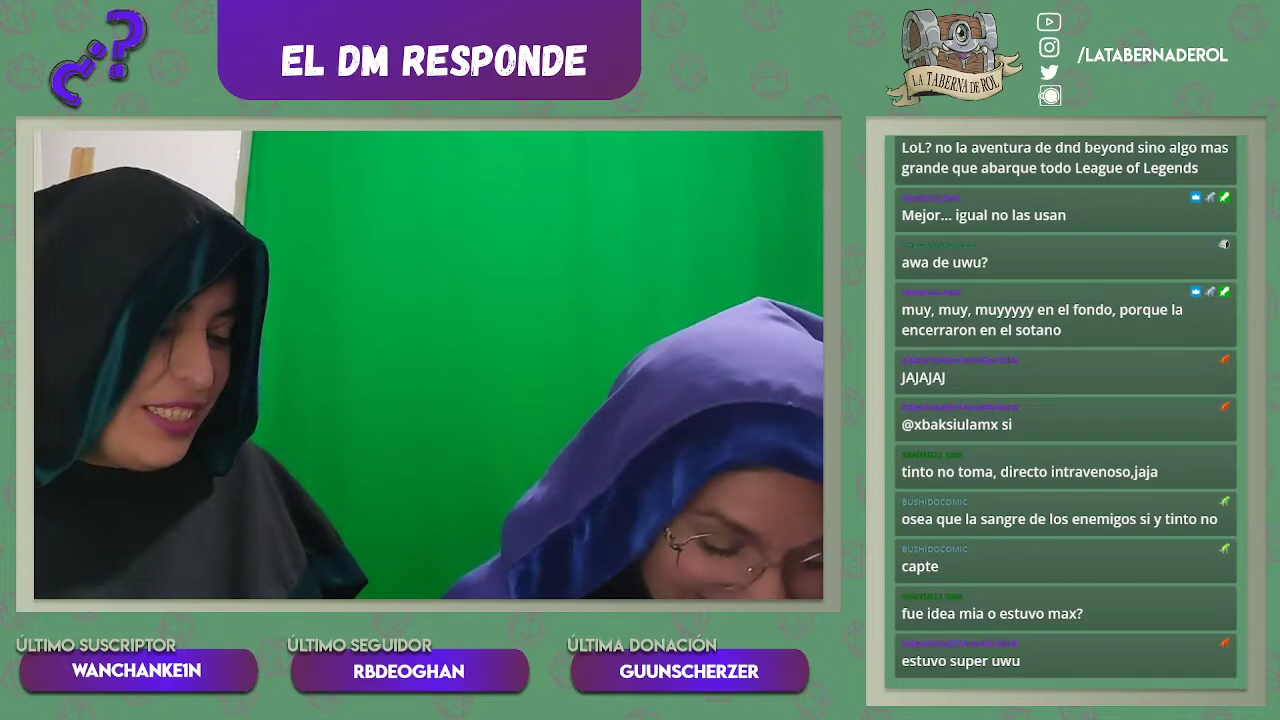 ¿?
EL DM RESPONDE
LA TABERNA DE ROL
/LATABERNADEROL
LoL? no la aventura de dnd beyond sino algo mas
grande que abarque todo League of Legends
Mejor... igual no las usan
awa de uwu?
muy, muy, muyyyyy en el fondo, porque la
encerraron en el sotano
JAJAJAJ
@xbaksiulamx si
tinto no toma, directo intravenoso,jaja
BUSHIDOCOMIC
osea que la sangre de los enemigos si y tinto no
BUSHIDOCOMIC
capte
fue idea mia o estuvo max?
estuvo super uwu
ÚLTIMO SUSCRIPTOR
WANCHANKE1N
ÚLTIMO SEGUIDOR
RBDEOGHAN
ÚLTIMA DONACIÓN
GUUNSCHERZER